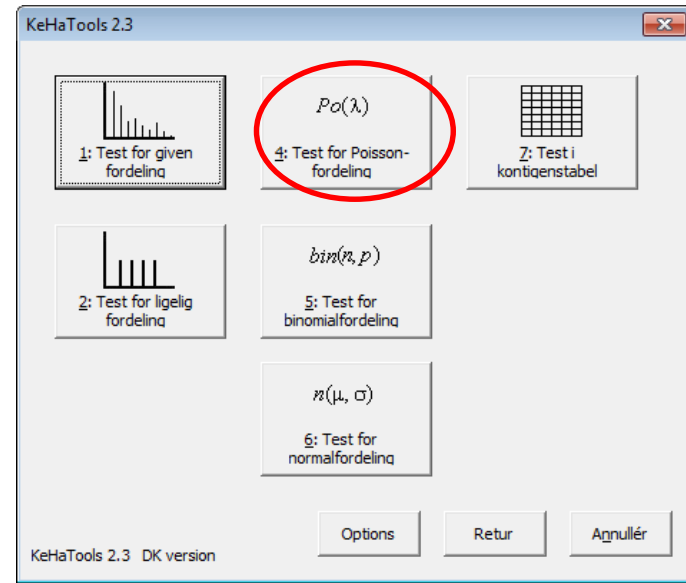 KeHaTools 2.3
1: Test for given
fordeling
Po(λ)
4: Test for Poisson-
fordeling
7: Test i
kontigenstabel
2: Test for ligelig
fordeling
bin(n, p)
5: Test for
binomialfordeling
n(μ, σ)
6: Test for
normalfordeling
Options
Retur
Annullér
KeHaTools 2.3 DK version